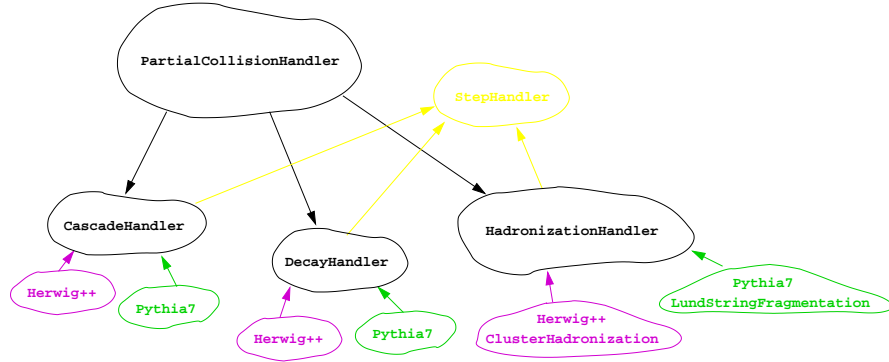 PartialCollisionHandler
StepHandler
CascadeHandler
HadronizationHandler
DecayHandler
Herwig++
Pythia7
Herwig++
Pythia7
Herwig++
ClusterHadronization
Pythia7
LundStringFragmentation